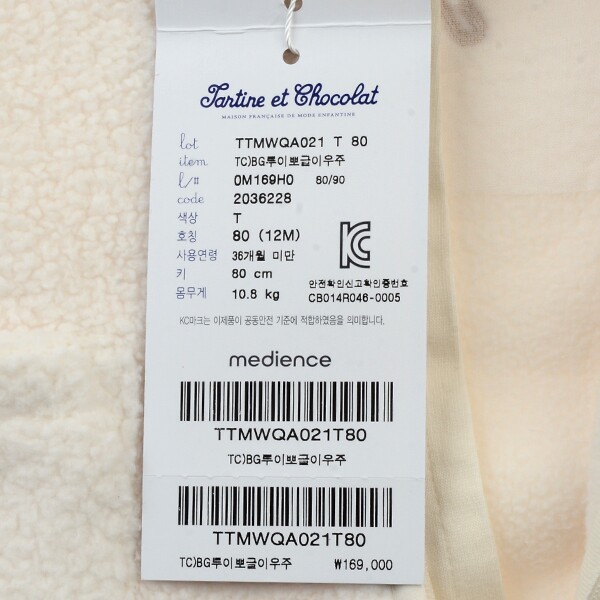 Tartine et Chocolat
MAISON FRANÇAISE DE MODE ENFANTINE
lot TTMWQA021 T 80
item TC)BG루이뽀글이우주
l/# 0M169H0 80/90
code 2036228
색상 T
호칭 80 (12M)
사용연령 36개월 미만
키 80 cm
몸무게 10.8 kg
안전확인신고확인증번호
CB014R046-0005
KC마크는 이제품이 공동안전 기준에 적합하였음을 의미합니다.
medience
TTMWQA021T80
TC)BG루이뽀글이우주
TTMWQA021T80
TC)BG루이뽀글이우주 ₩169,000